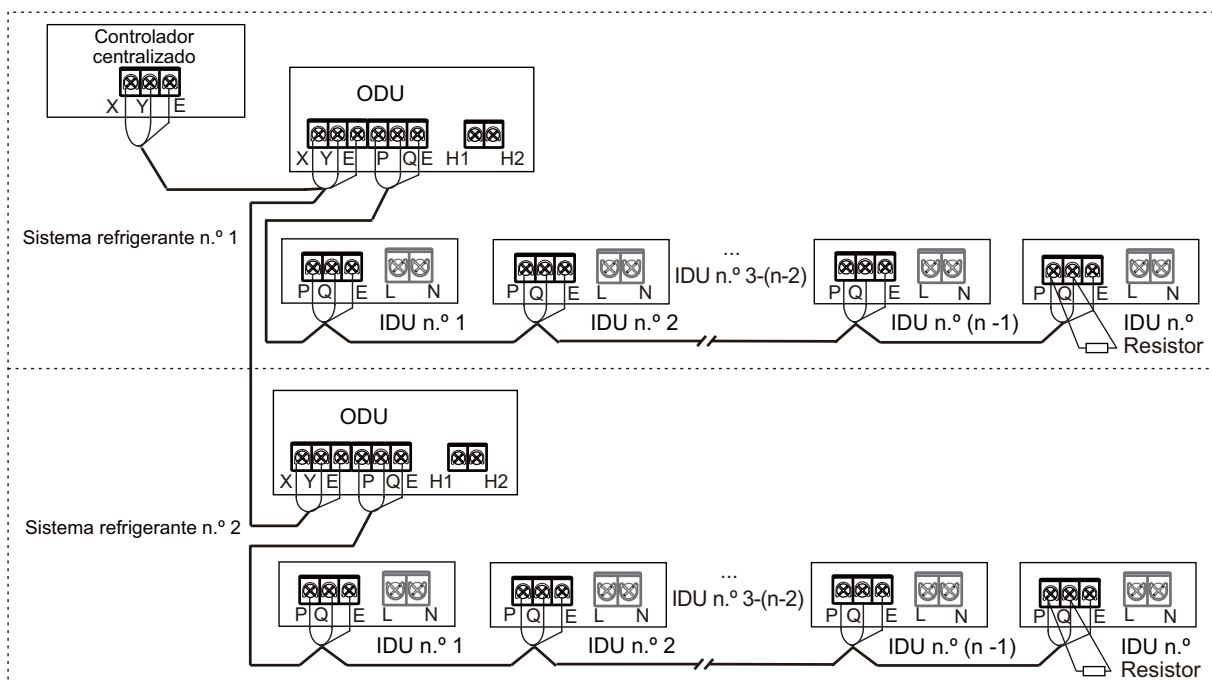 Controlador
centralizado
X Y E
ODU
X Y E P Q E H1 H2
Sistema refrigerante n.º 1
...
IDU n.º 3-(n-2)
P Q E L N
P Q E L N
P Q E L N
P Q E L N
IDU n.º 1
IDU n.º 2
IDU n.º (n -1)
IDU n.º
Resistor
ODU
X Y E P Q E H1 H2
Sistema refrigerante n.º 2
...
IDU n.º 3-(n-2)
P Q E L N
P Q E L N
P Q E L N
P Q E L N
IDU n.º 1
IDU n.º 2
IDU n.º (n -1)
IDU n.º
Resistor